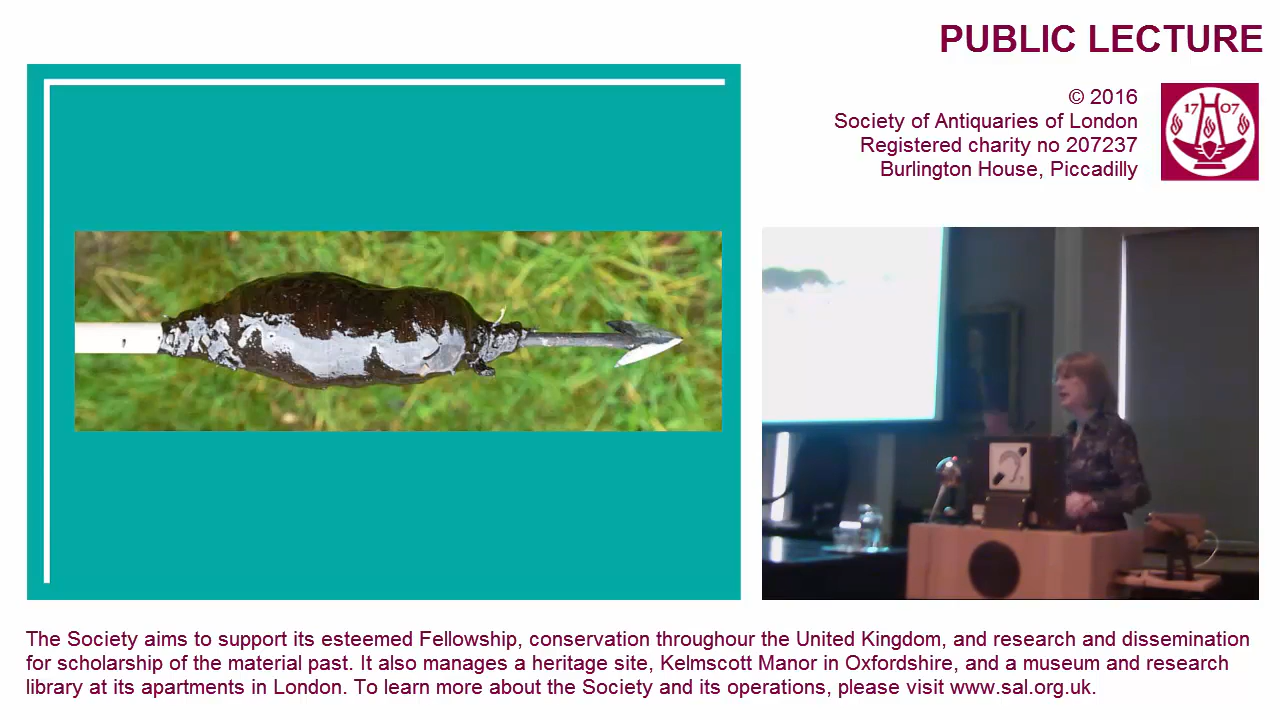 PUBLIC LECTURE
© 2016
Society of Antiquaries of London
Registered charity no 207237
Burlington House, Piccadilly
17 07
The Society aims to support its esteemed Fellowship, conservation throughour the United Kingdom, and research and dissemination
for scholarship of the material past. It also manages a heritage site, Kelmscott Manor in Oxfordshire, and a museum and research
library at its apartments in London. To learn more about the Society and its operations, please visit www.sal.org.uk.